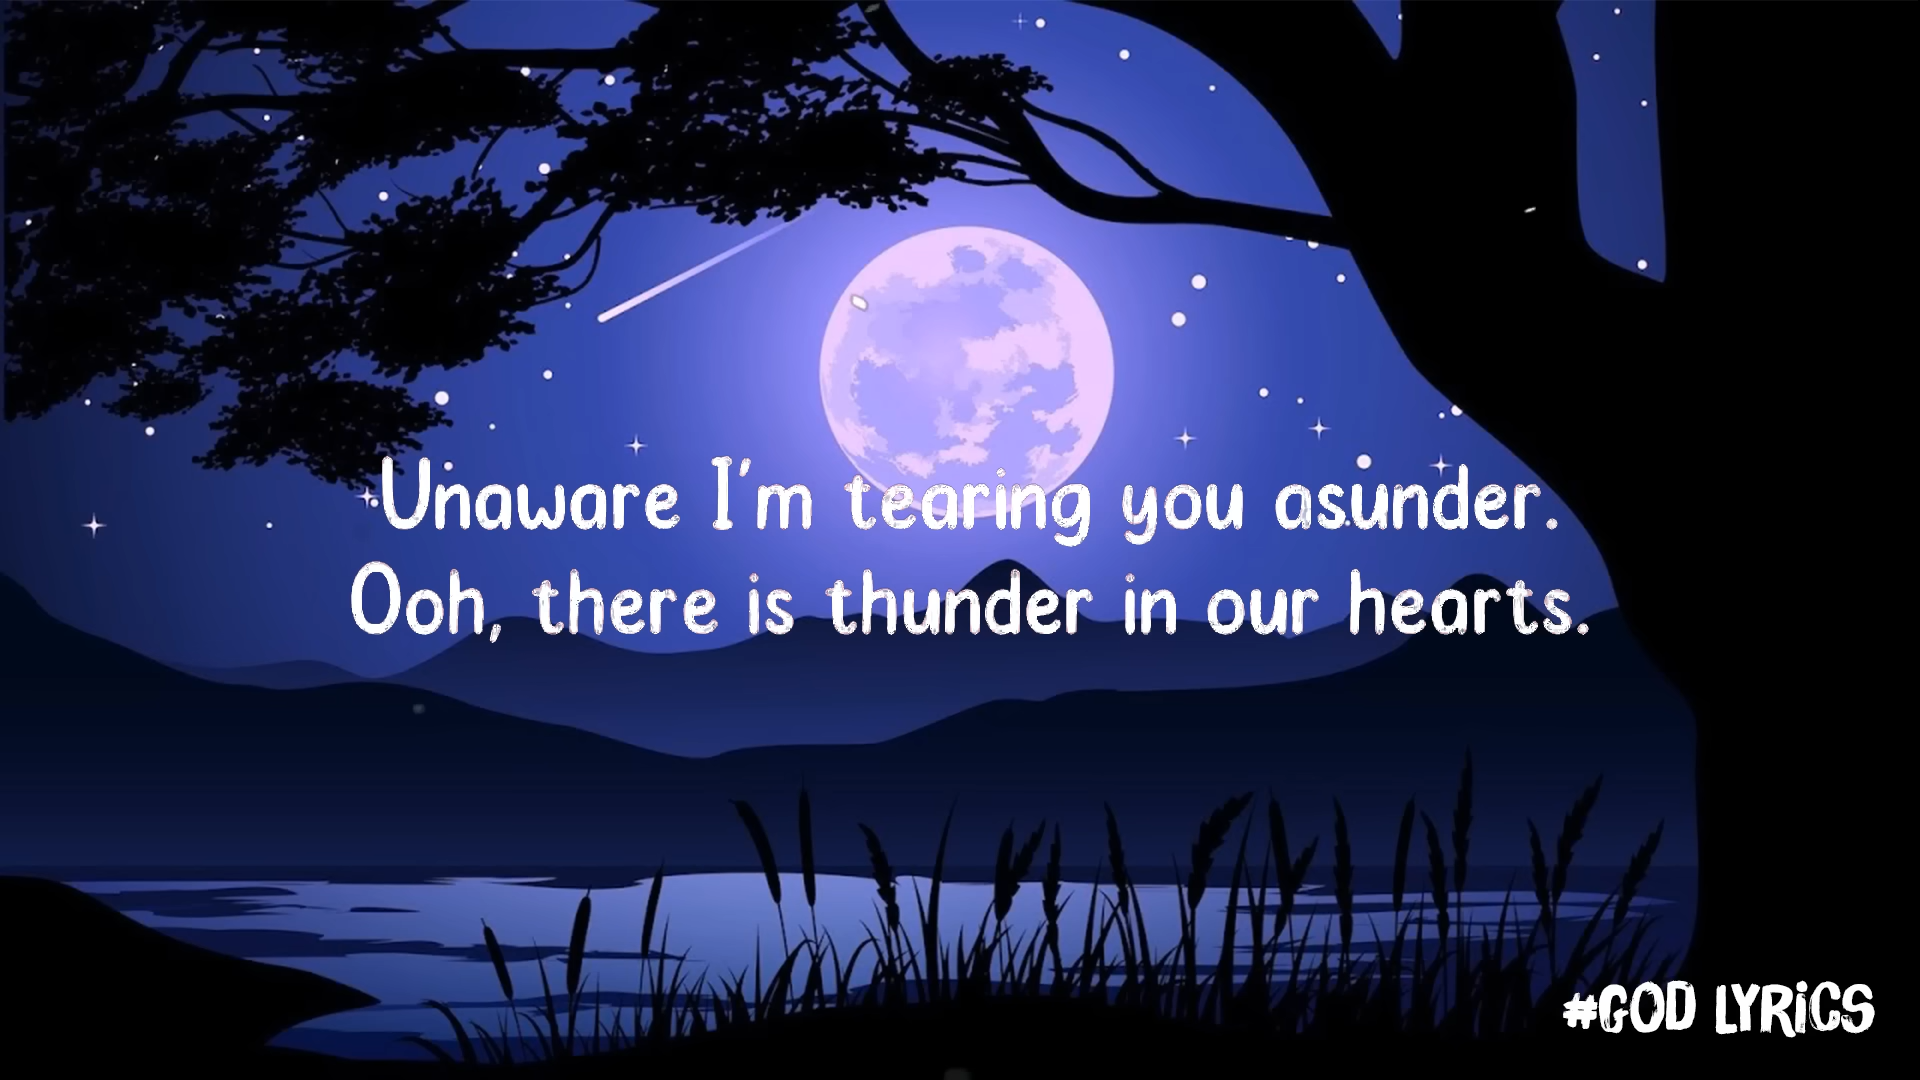 Unaware I'm tearing you asunder.
Ooh, there is thunder in our hearts.
#GOD LYRiCS